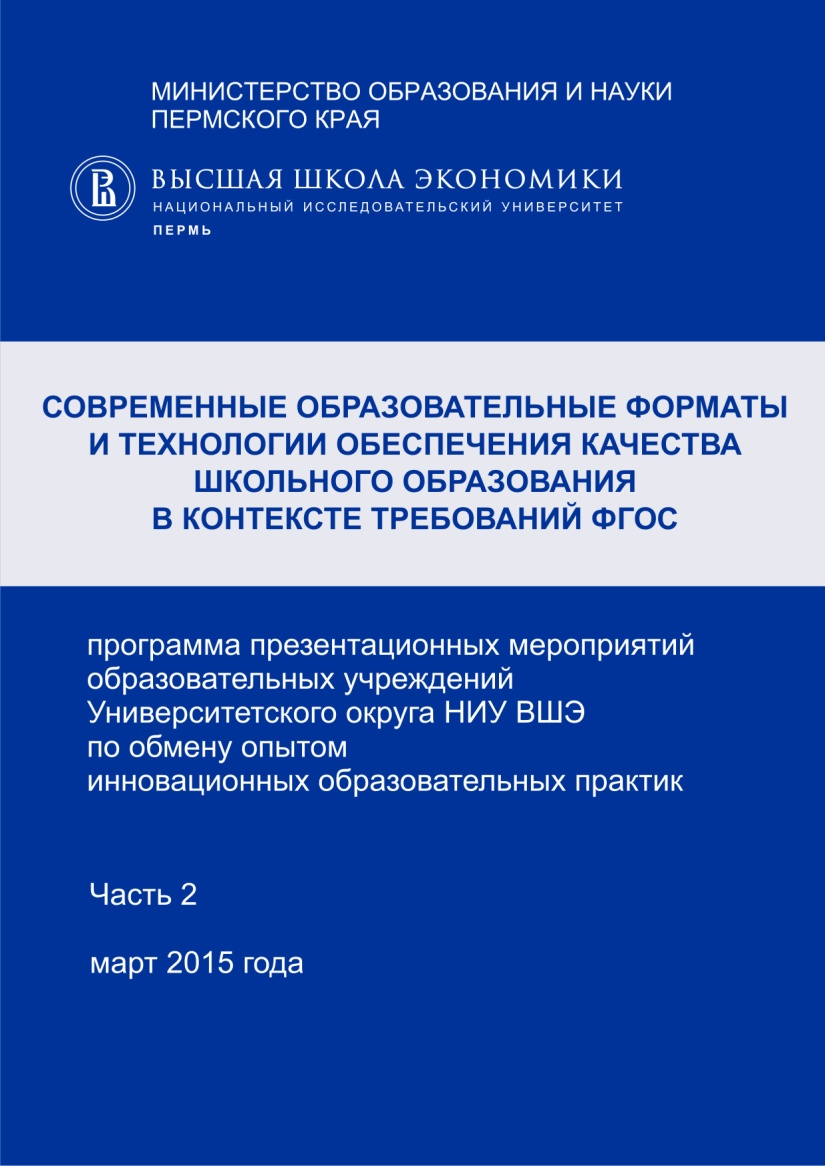 МИНИСТЕРСТВО ОБРАЗОВАНИЯ И НАУКИ
ПЕРМСКОГО КРАЯ
ВЫСШАЯ ШКОЛА ЭКОНОМИКИ
НАЦИОНАЛЬНЫЙ ИССЛЕДОВАТЕЛЬСКИЙ УНИВЕРСИТЕТ
ПЕРМЬ
СОВРЕМЕННЫЕ ОБРАЗОВАТЕЛЬНЫЕ ФОРМАТЫ
И ТЕХНОЛОГИИ ОБЕСПЕЧЕНИЯ КАЧЕСТВА
ШКОЛЬНОГО ОБРАЗОВАНИЯ
В КОНТЕКСТЕ ТРЕБОВАНИЙ ФГОС
программа презентационных мероприятий
образовательных учреждений
Университетского округа НИУ ВШЭ
по обмену опытом
инновационных образовательных практик
Часть 2
март 2015 года